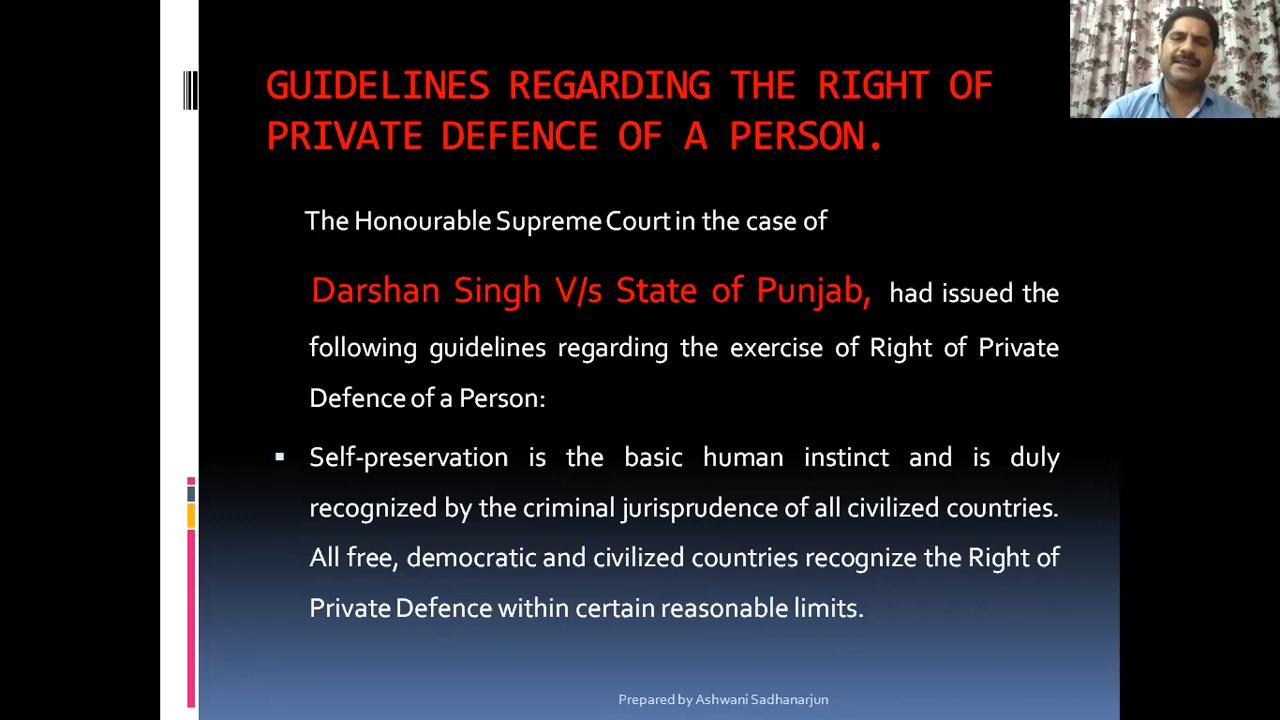 GUIDELINES REGARDING THE RIGHT OF
PRIVATE DEFENCE OF A PERSON.
The Honourable Supreme Court in the case of
Darshan Singh V/s State of Punjab, had issued the
following guidelines regarding the exercise of Right of Private
Defence of a Person:
▪ Self-preservation is the basic human instinct and is duly
recognized by the criminal jurisprudence of all civilized countries.
All free, democratic and civilized countries recognize the Right of
Private Defence within certain reasonable limits.
Prepared by Ashwani Sadhanarjun